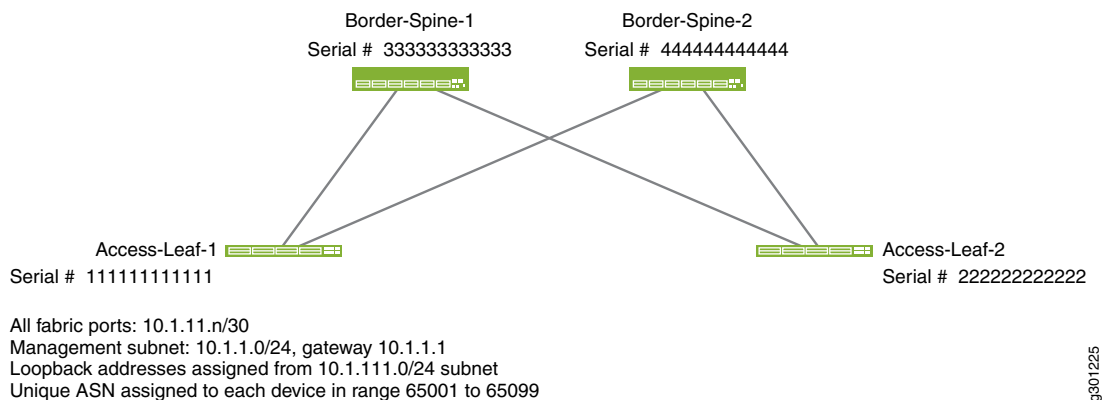 Border-Spine-1
Serial # 333333333333
Border-Spine-2
Serial # 444444444444
Access-Leaf-1
Serial # 111111111111
Access-Leaf-2
Serial # 222222222222
All fabric ports: 10.1.11.n/30
Management subnet: 10.1.1.0/24, gateway 10.1.1.1
Loopback addresses assigned from 10.1.111.0/24 subnet
Unique ASN assigned to each device in range 65001 to 65099
g301225